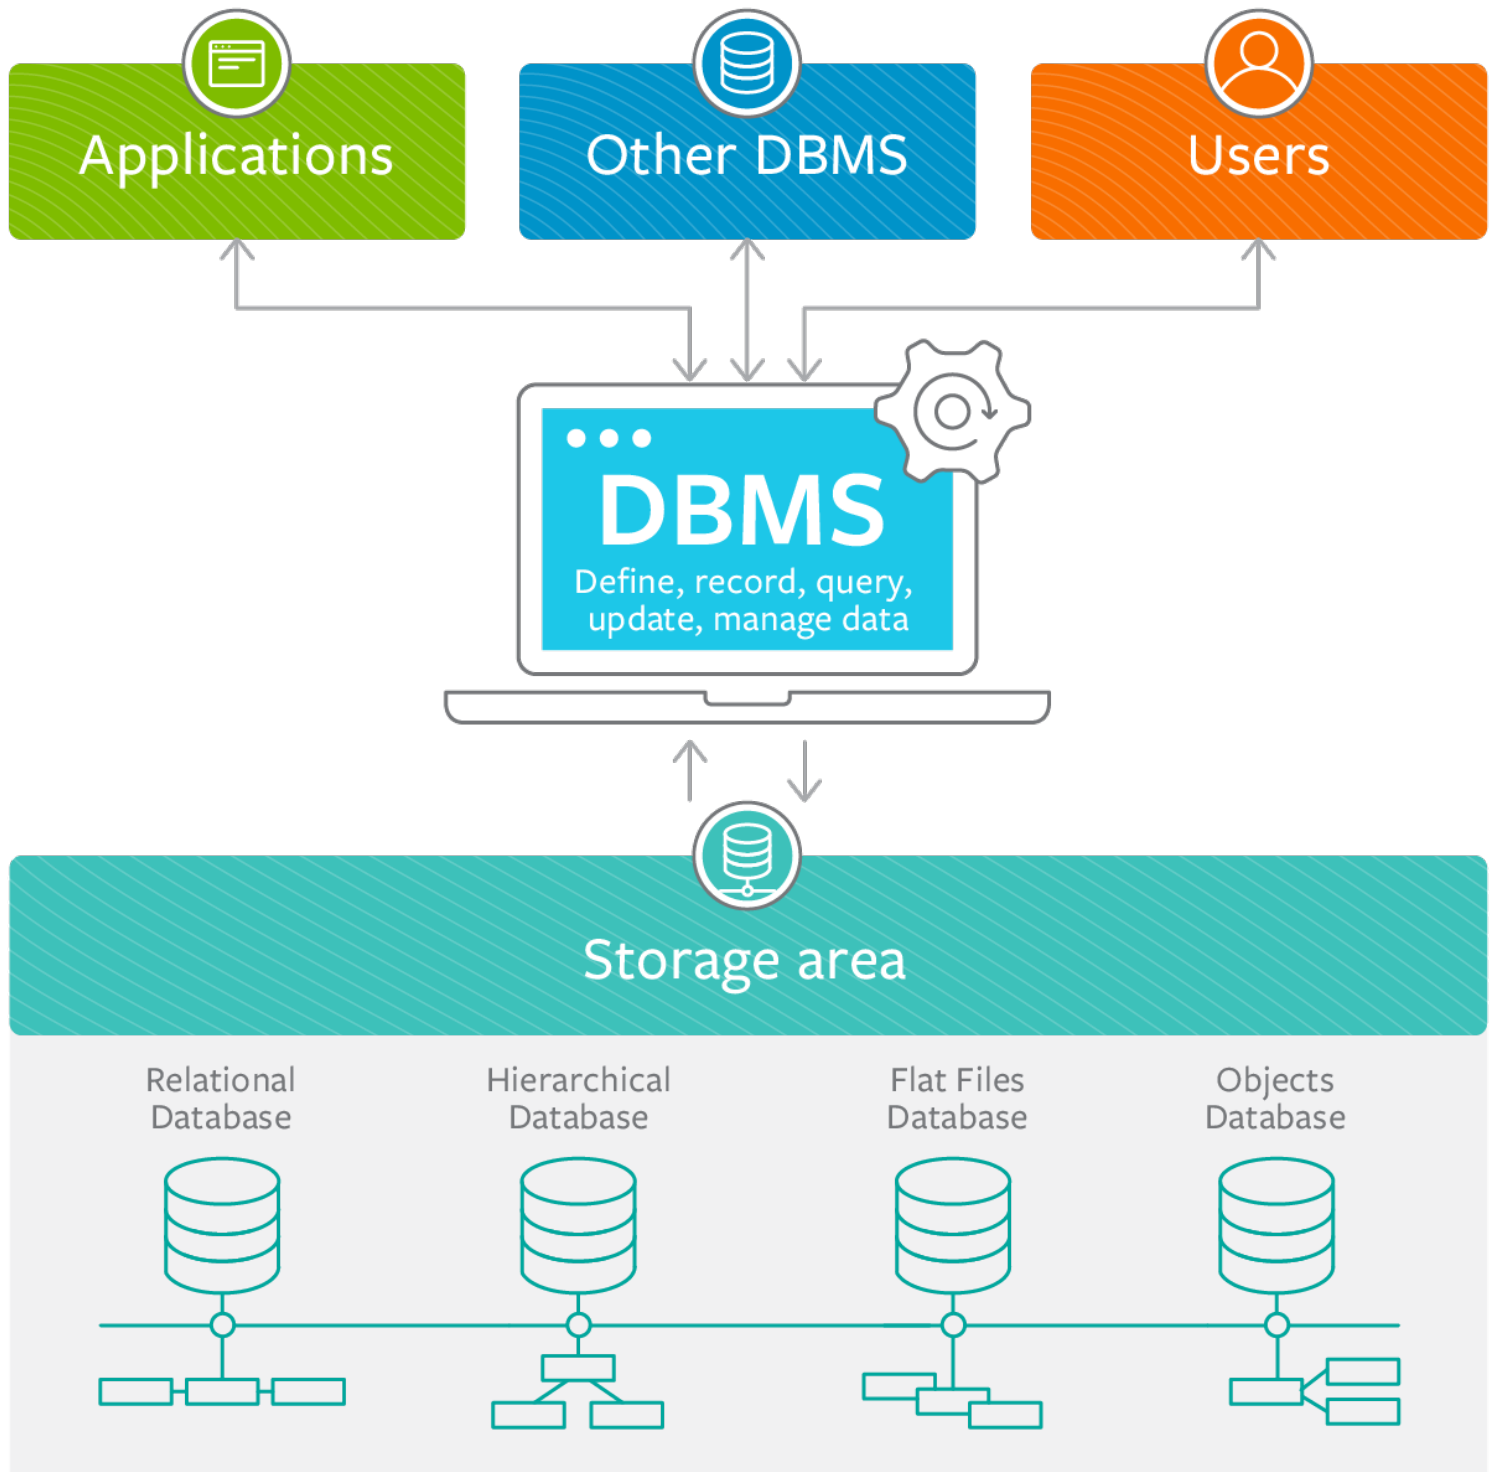 Applications
Other DBMS
Users
DBMS
Define, record, query,
update, manage data
Storage area
Relational
Database
Hierarchical
Database
Flat Files
Database
Objects
Database